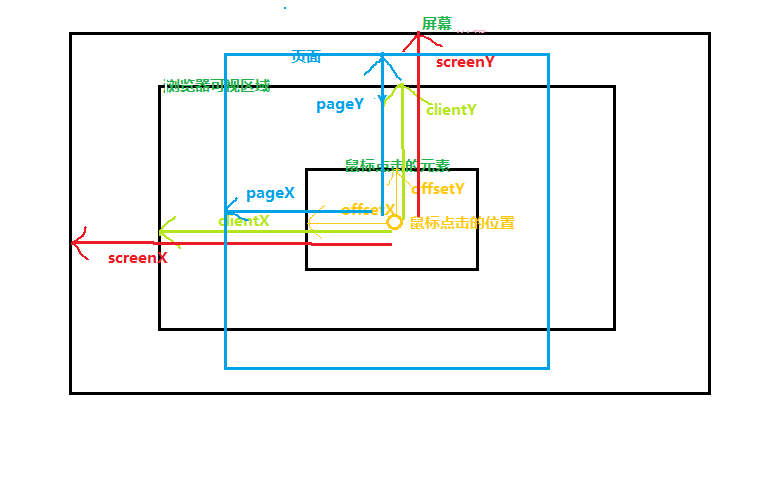 屏幕
页面
screenY
浏览器可视区域
pageY
clientY
鼠标点击的元素
offsetY
pageX
offsetX
clientX
鼠标点击的位置
screenX